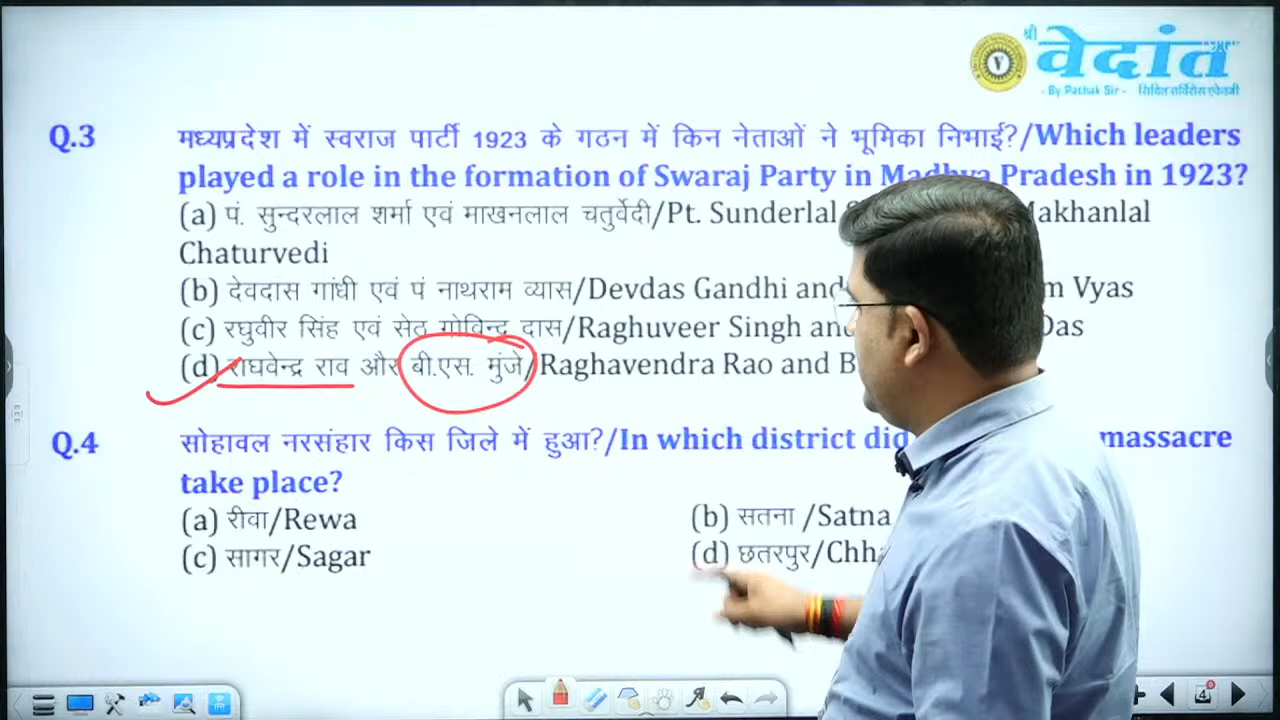 श्री
वेदांत
- By Pathak Sir - सिविल सर्विसेस एकेडमी
Q.3 मध्यप्रदेश में स्वराज पार्टी 1923 के गठन में किन नेताओं ने भूमिका निभाई?/Which leaders
played a role in the formation of Swaraj Party in Madhya Pradesh in 1923?
(a) पं. सुन्दरलाल शर्मा एवं माखनलाल चतुर्वेदी/Pt. Sunderlal Makhanlal
Chaturvedi
(b) देवदास गांधी एवं पं नाथराम व्यास/Devdas Gandhi and Vyas
(c) रघुवीर सिंह एवं सेठ गोविन्द दास/Raghuveer Singh and Das
(d) राघवेन्द्र राव और बी.एस. मुंजे/Raghavendra Rao and B
Q.4 सोहावल नरसंहार किस जिले में हुआ?/In which district did massacre
take place?
(a) रीवा/Rewa (b) सतना /Satna
(c) सागर/Sagar (d) छतरपुर/Chha
4